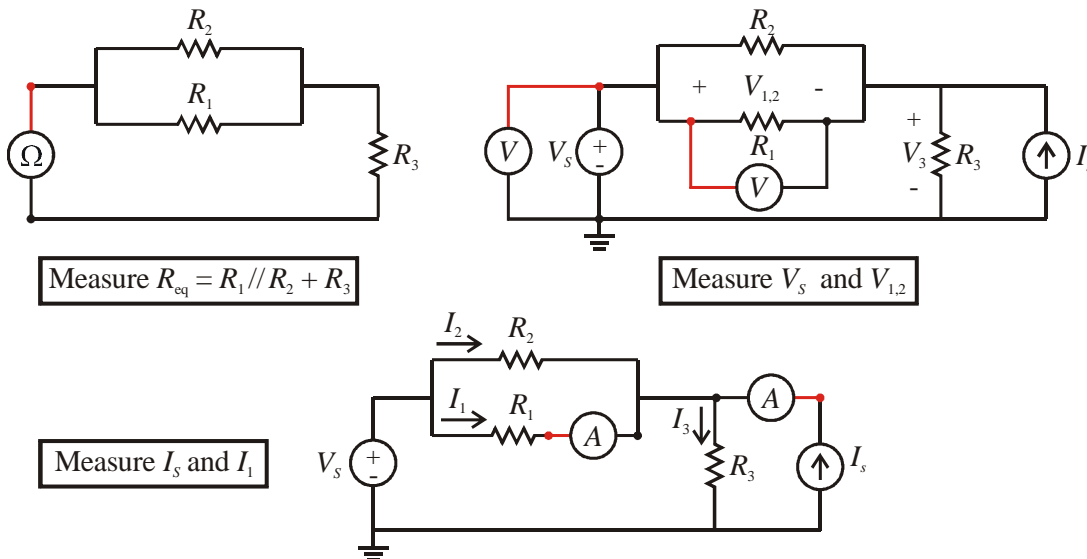 R2
R1
Ω
R3
Measure Req = R1//R2 + R3
R2
+ V1,2 -
R1
V
V
VS
+
-
+
V3
-
R3
I
Measure VS and V1,2
I2
R2
I1
R1
A
A
I3
R3
VS
+
-
Is
Measure IS and I1